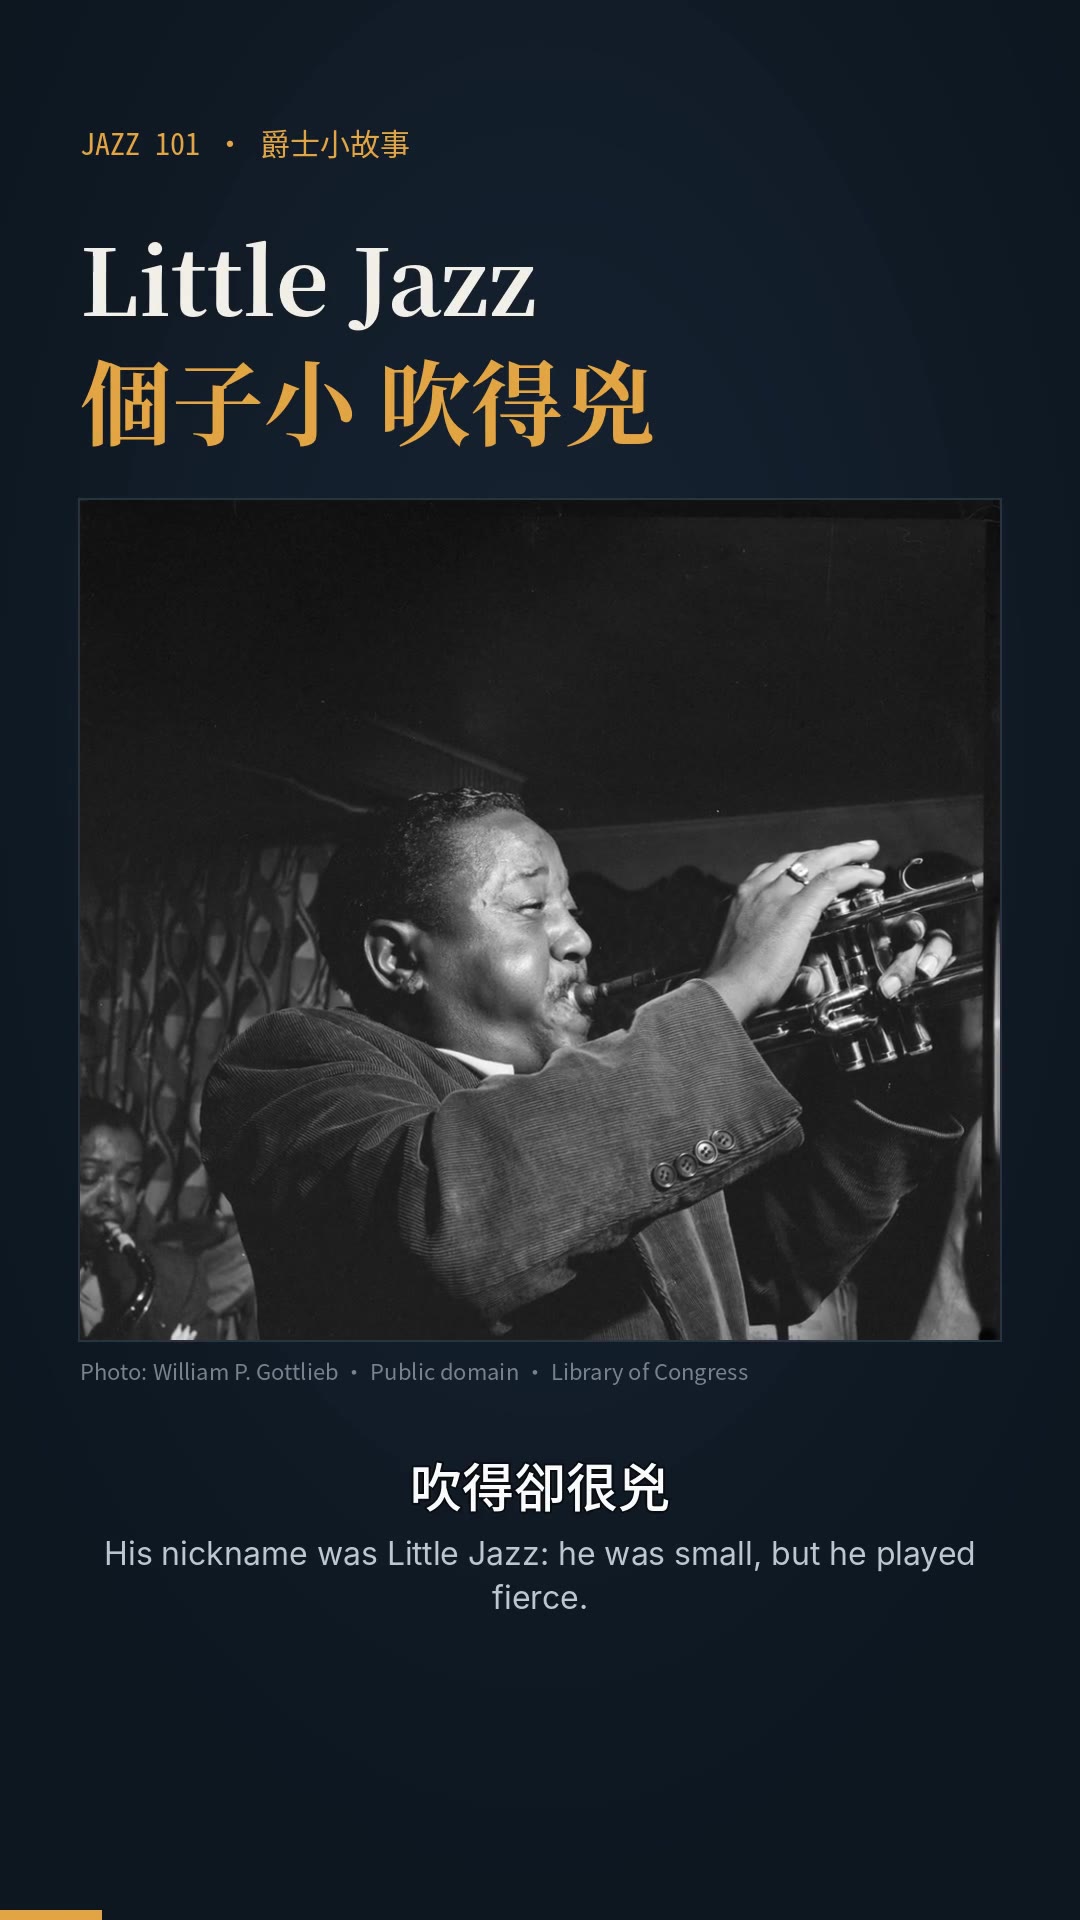 JAZZ 101 • 爵士小故事
Little Jazz
個子小 吹得兇
Photo: William P. Gottlieb • Public domain • Library of Congress
吹得卻很兇
His nickname was Little Jazz: he was small, but he played
fierce.